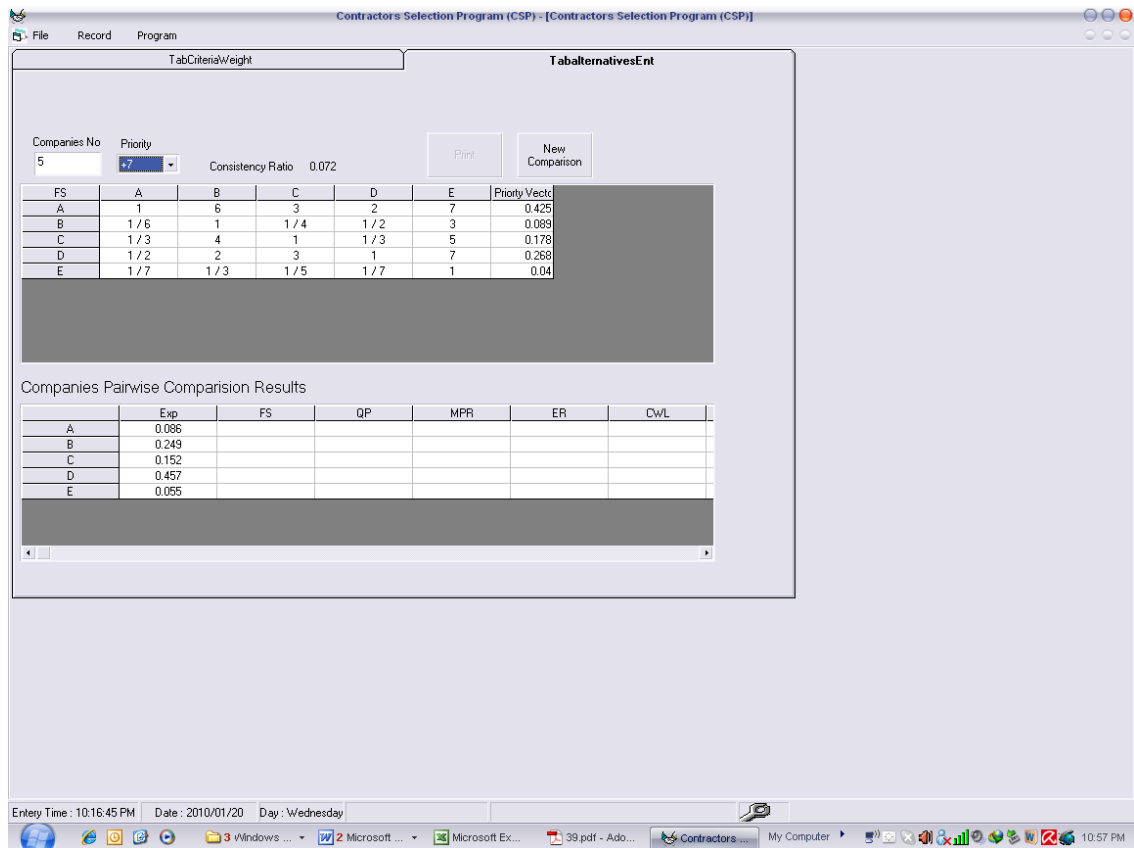 Contractors Selection Program (CSP) - [Contractors Selection Program (CSP)]
File Record Program
TabCriteriaWeight TabalternativesEnt
Companies No Priority
5 +7 Consistency Ratio 0.072 Print New Comparison
FS A B C D E Priorty Vecto
A 1 6 3 2 7 0.425
B 1 / 6 1 1 / 4 1 / 2 3 0.089
C 1 / 3 4 1 1 / 3 5 0.178
D 1 / 2 2 3 1 7 0.268
E 1 / 7 1 / 3 1 / 5 1 / 7 1 0.04
Companies Pairwise Comparision Results
Exp FS QP MPR ER CWL
A 0.086
B 0.249
C 0.152
D 0.457
E 0.055
Entery Time : 10:16:45 PM Date : 2010/01/20 Day : Wednesday
3 Windows ... 2 Microsoft ... Microsoft Ex... 39.pdf - Ado... Contractors ... My Computer 10:57 PM